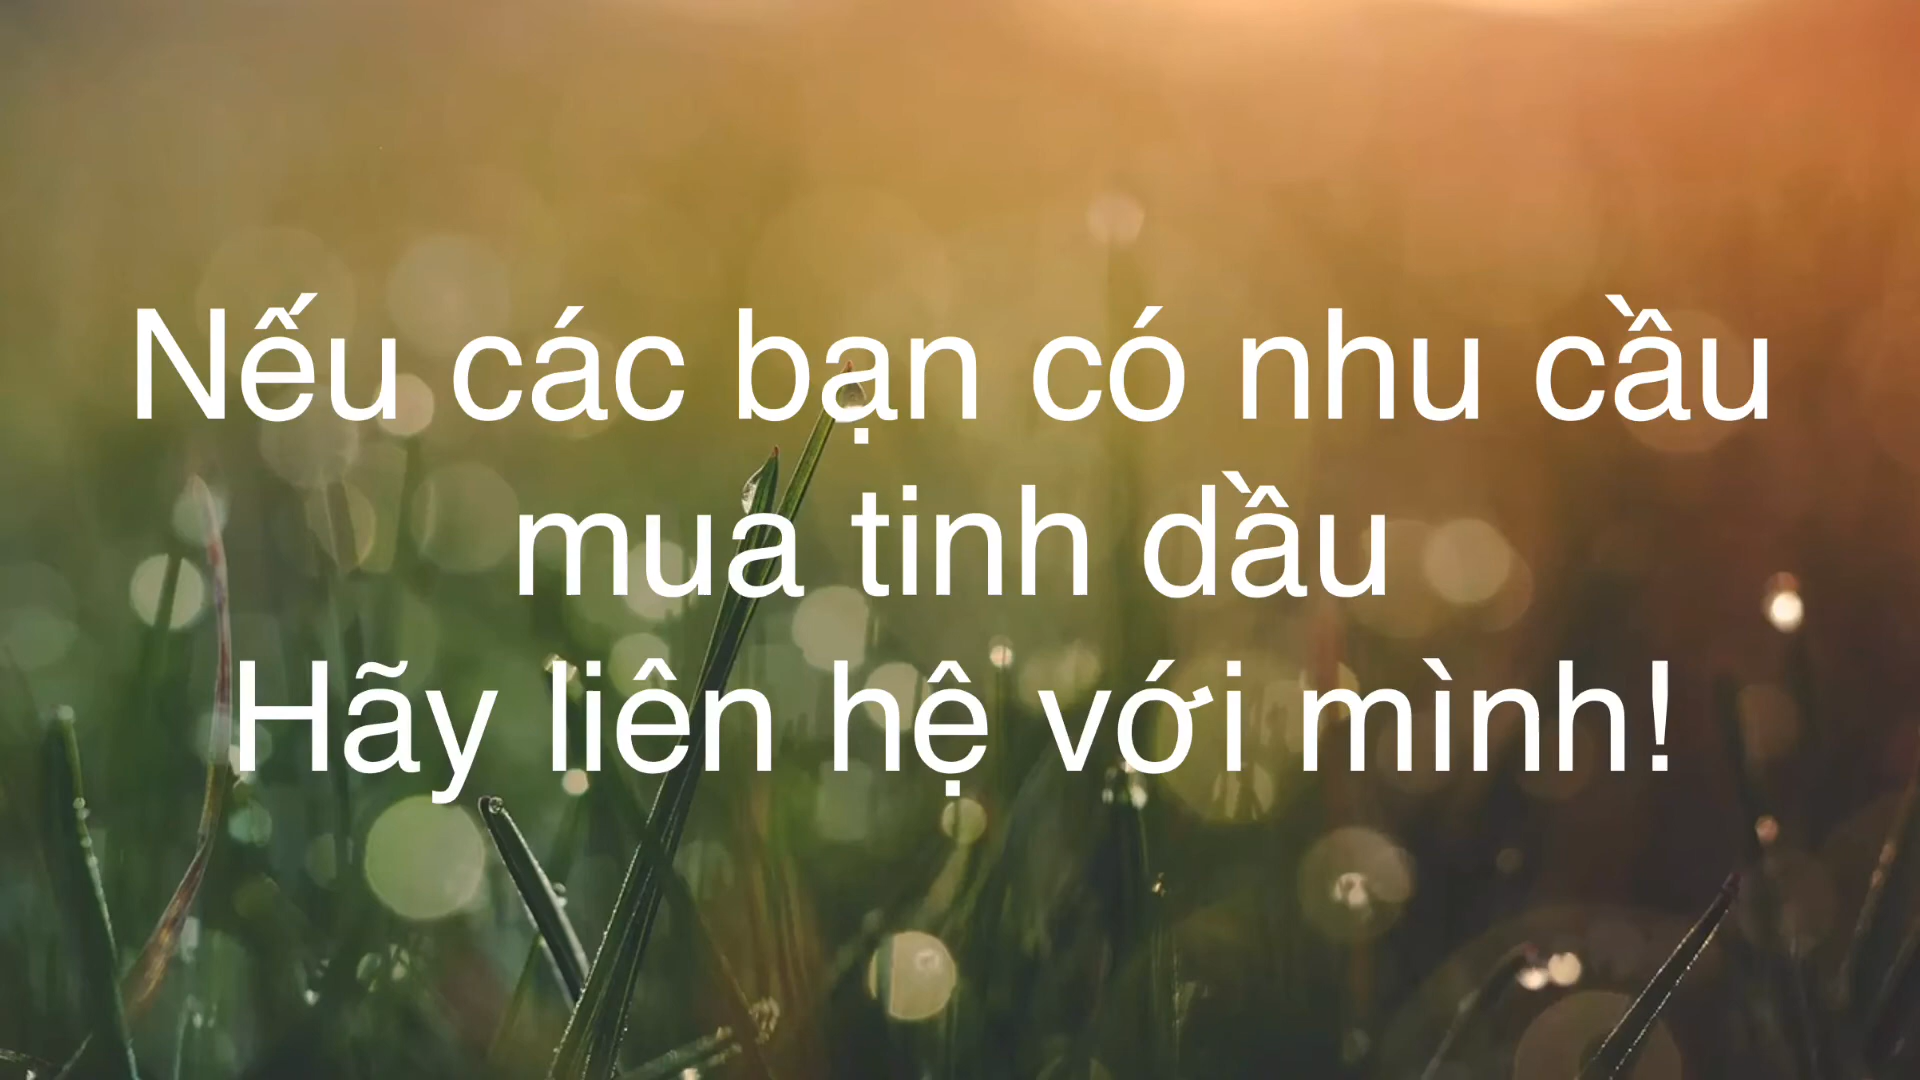 Nếu các bạn có nhu cầu
mua tinh dầu
Hãy liên hệ với mình!